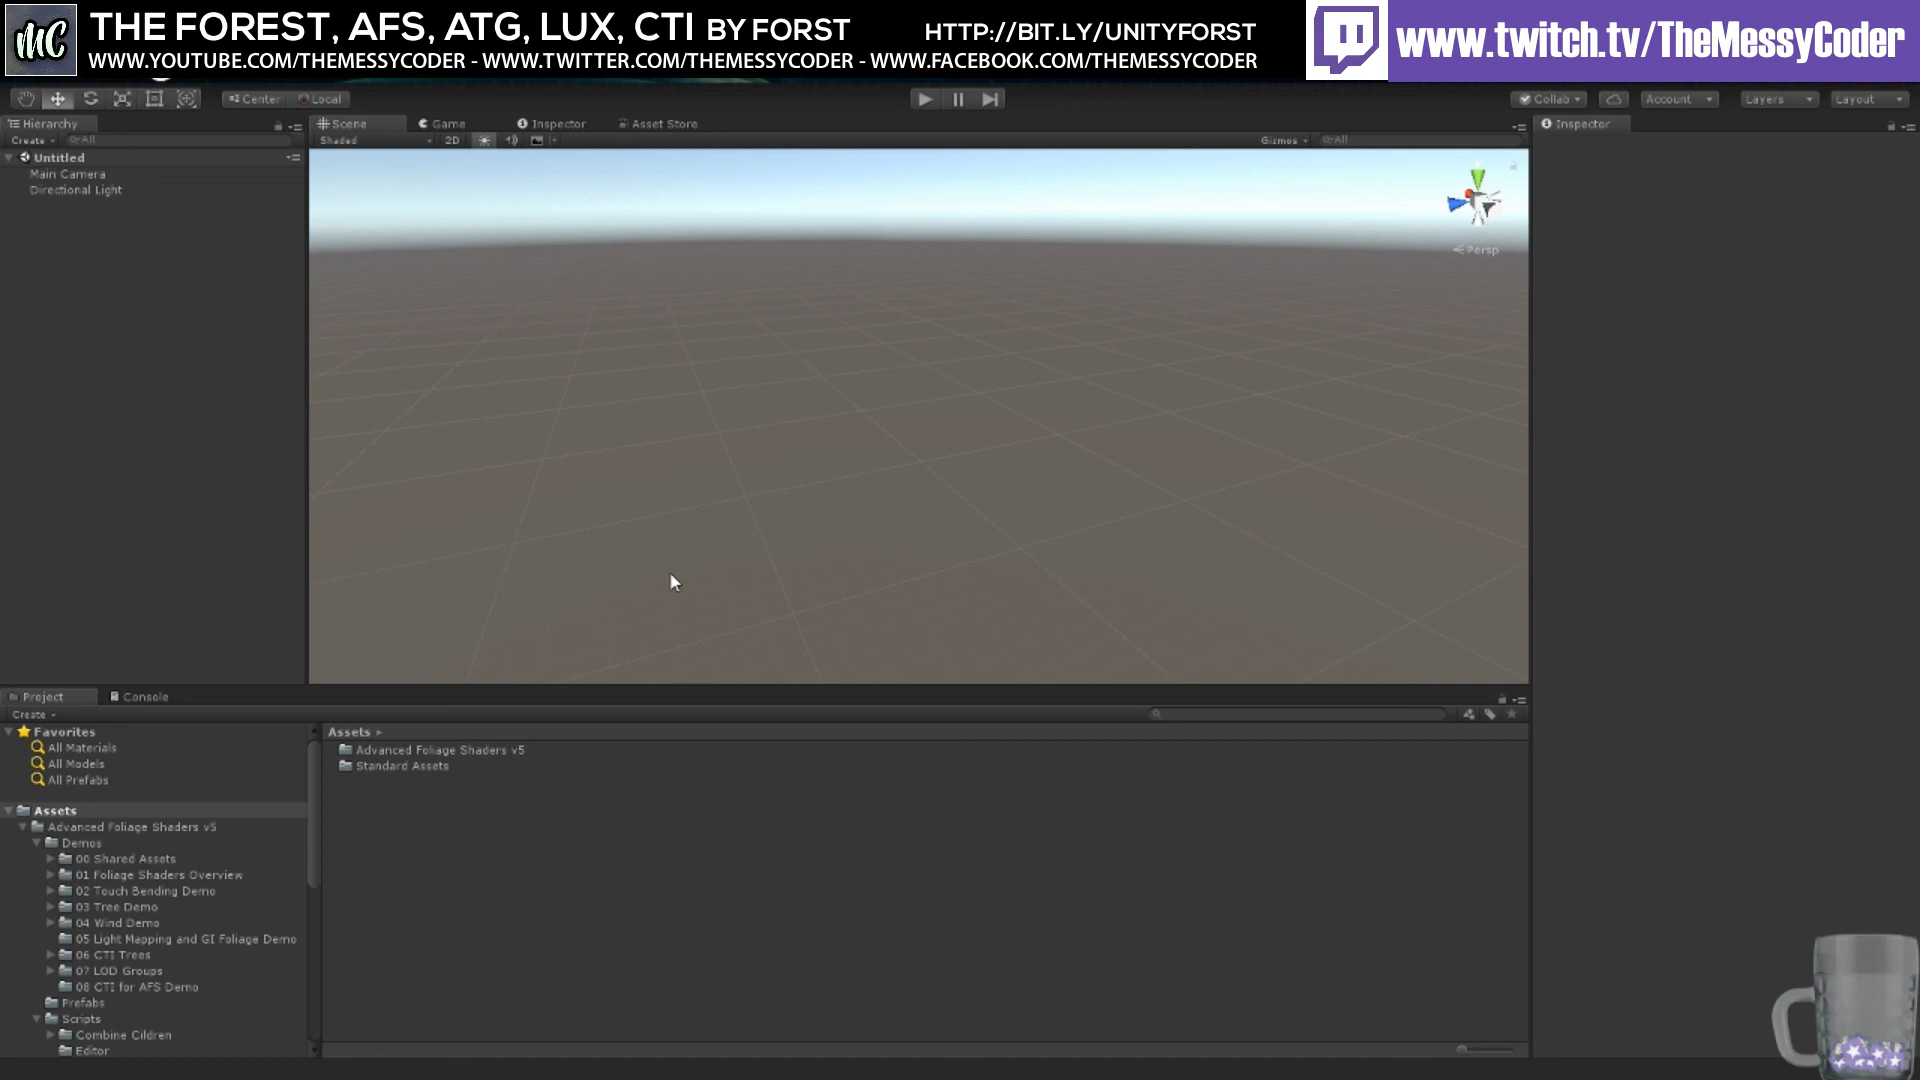 MC
THE FOREST, AFS, ATG, LUX, CTI BY FORST
HTTP://BIT.LY/UNITYFORST
WWW.YOUTUBE.COM/THEMESSYCODER - WWW.TWITTER.COM/THEMESSYCODER - WWW.FACEBOOK.COM/THEMESSYCODER
www.twitch.tv/TheMessyCoder
Center Local
Collab Account Layers Layout
Hierarchy
Scene Game Inspector Asset Store
Inspector
Create All
Shaded 2D
Gizmos All
Untitled
Main Camera
Directional Light
Persp
Project Console
Create
Favorites
All Materials
All Models
All Prefabs
Assets
Advanced Foliage Shaders v5
Demos
00 Shared Assets
01 Foliage Shaders Overview
02 Touch Bending Demo
03 Tree Demo
04 Wind Demo
05 Light Mapping and GI Foliage Demo
06 CTI Trees
07 LOD Groups
08 CTI for AFS Demo
Prefabs
Scripts
Combine Cildren
Editor
Assets
Advanced Foliage Shaders v5
Standard Assets